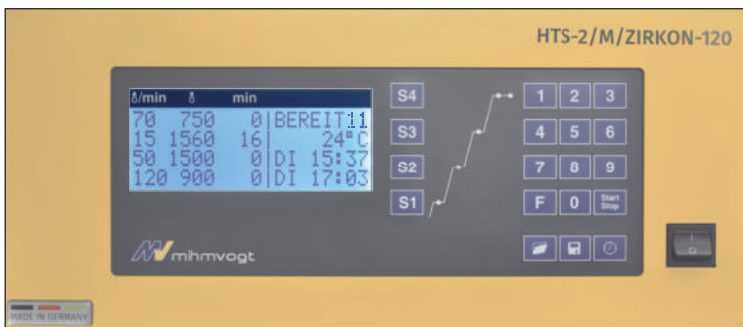 HTS-2/M/ZIRKON-120
δ/min δ min
70 750 0|BEREIT 11
15 1560 16| 24°C
50 1500 0|DI 15:37
120 900 0|DI 17:03
S4
S3
S2
S1
1 2 3
4 5 6
7 8 9
F 0 Start Stop
mihmvogt
I
O
MADE IN GERMANY